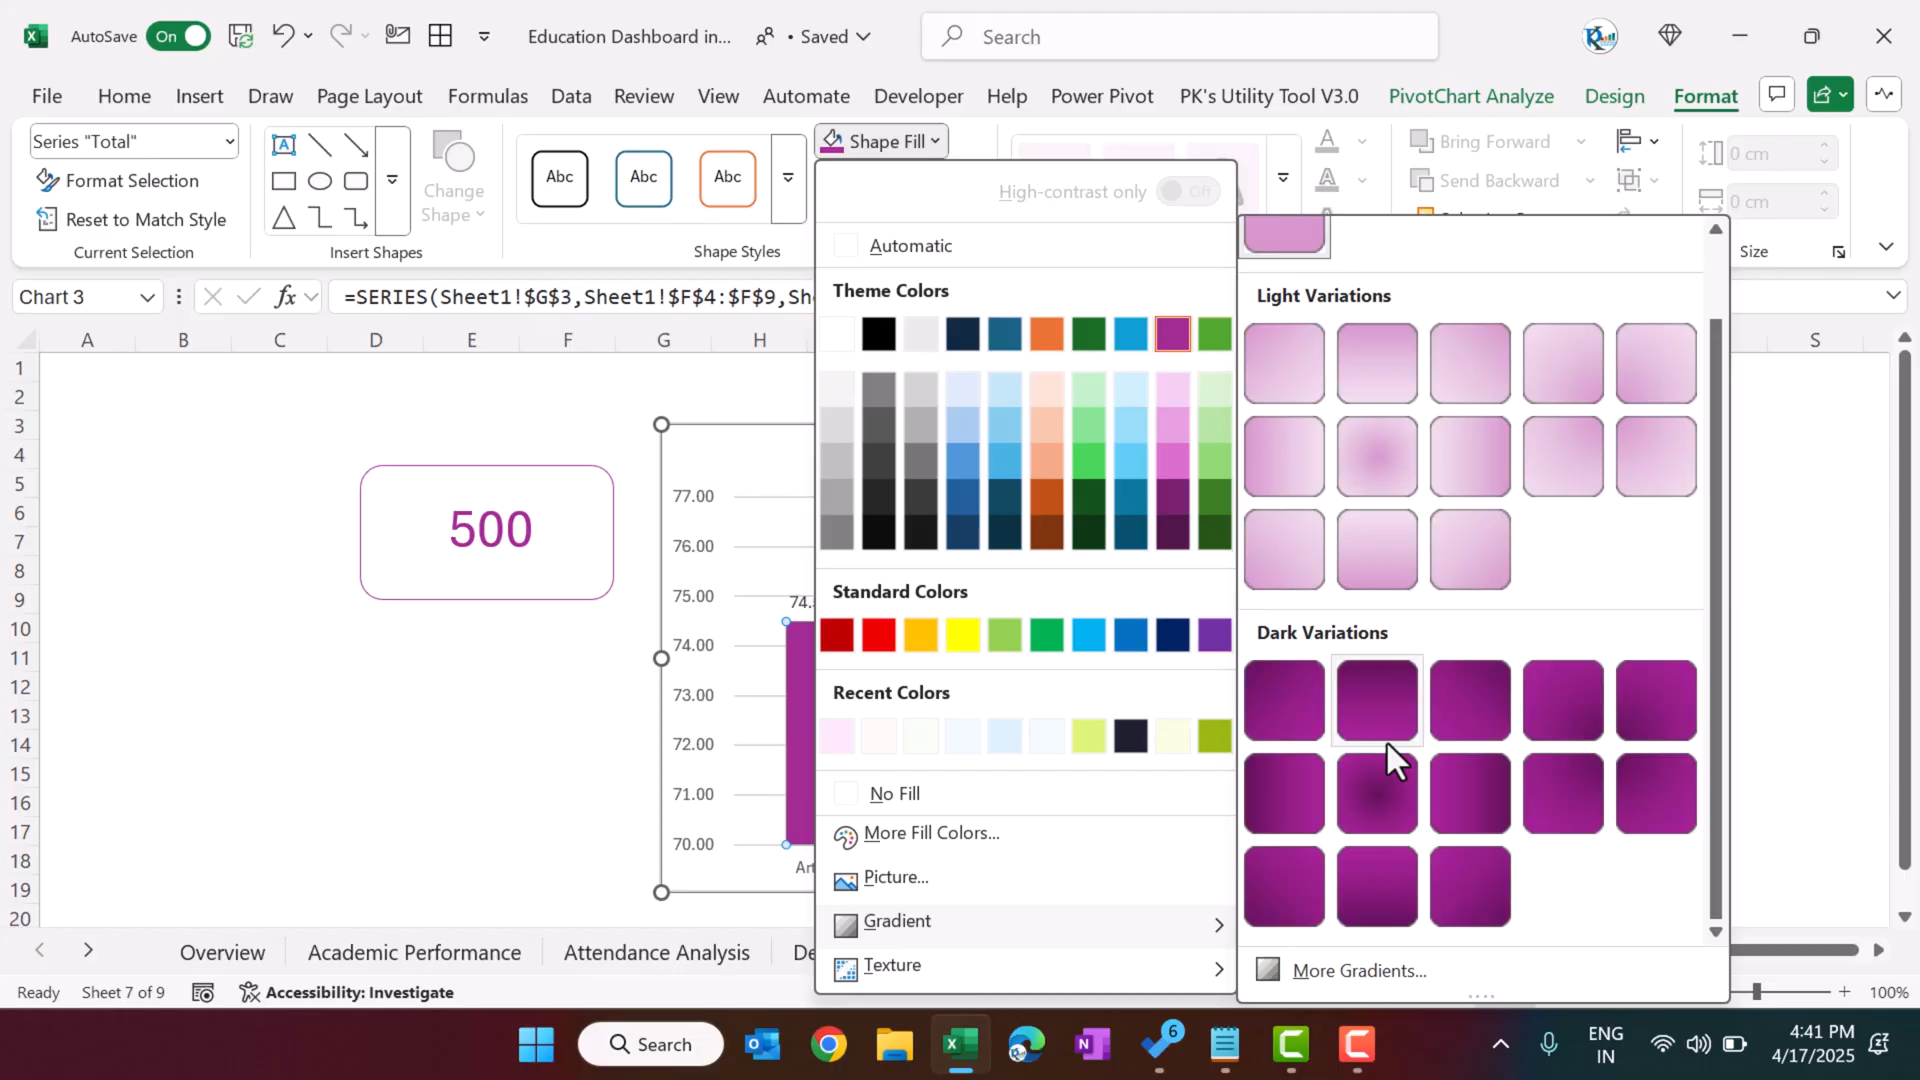 AutoSave On Education Dashboard in... • Saved Search
File Home Insert Draw Page Layout Formulas Data Review View Automate Developer Help Power Pivot PK's Utility Tool V3.0 PivotChart Analyze Design Format
Series "Total"
Format Selection
Reset to Match Style
Current Selection
A
Change
Shape
Insert Shapes
Abc Abc Abc
Shape Styles
Shape Fill
A
A
Bring Forward
Send Backward
0 cm
0 cm
Size
Chart 3 fx =SERIES(Sheet1!$G$3,Sheet1!$F$4:$F$9,Sh
A B C D E F G H S
1
2
3
4
5
6
7
8
9
10
11
12
13
14
15
16
17
18
19
20
500
77.00
76.00
75.00
74.00
73.00
72.00
71.00
70.00
High-contrast only Off
Automatic
Theme Colors
Standard Colors
Recent Colors
No Fill
More Fill Colors...
Picture...
Gradient
Texture
Light Variations
Dark Variations
More Gradients...
Overview Academic Performance Attendance Analysis De
Ready Sheet 7 of 9 Accessibility: Investigate 100%
Search
6
ENG
IN
4:41 PM
4/17/2025